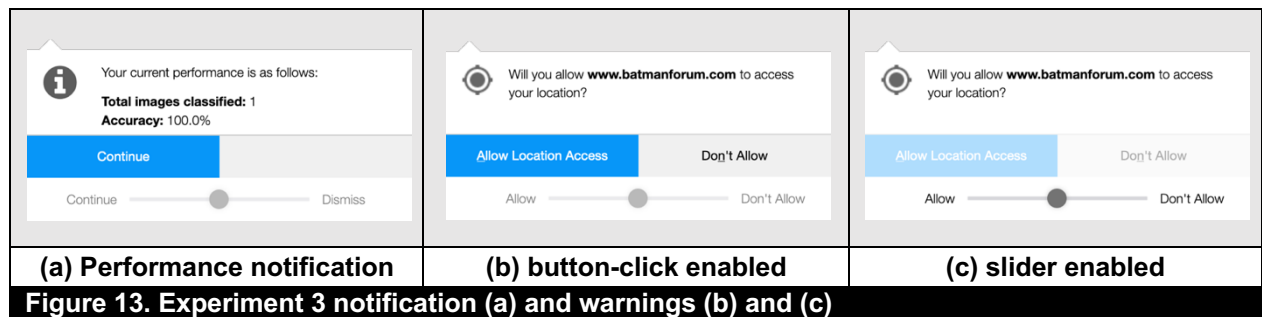 Your current performance is as follows:
Total images classified: 1
Accuracy: 100.0%
Continue
Continue Dismiss
Will you allow www.batmanforum.com to access
your location?
Allow Location Access Don't Allow
Allow Don't Allow
Will you allow www.batmanforum.com to access
your location?
Allow Location Access Don't Allow
Allow Don't Allow
(a) Performance notification
(b) button-click enabled
(c) slider enabled
Figure 13. Experiment 3 notification (a) and warnings (b) and (c)